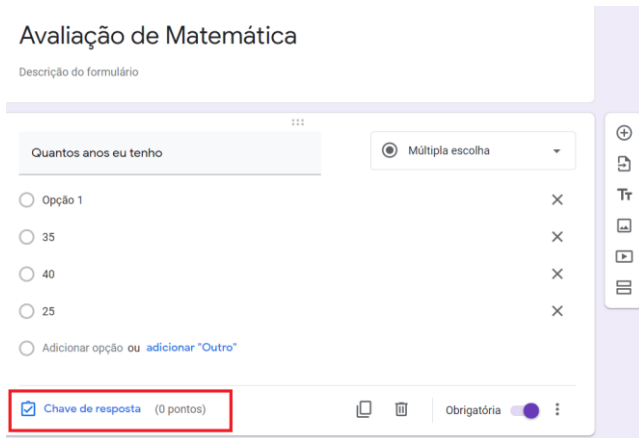 Avaliação de Matemática
Descrição do formulário
Quantos anos eu tenho
Múltipla escolha
Opção 1
35
40
25
Adicionar opção ou adicionar "Outro"
Chave de resposta (0 pontos)
Obrigatória
Tт